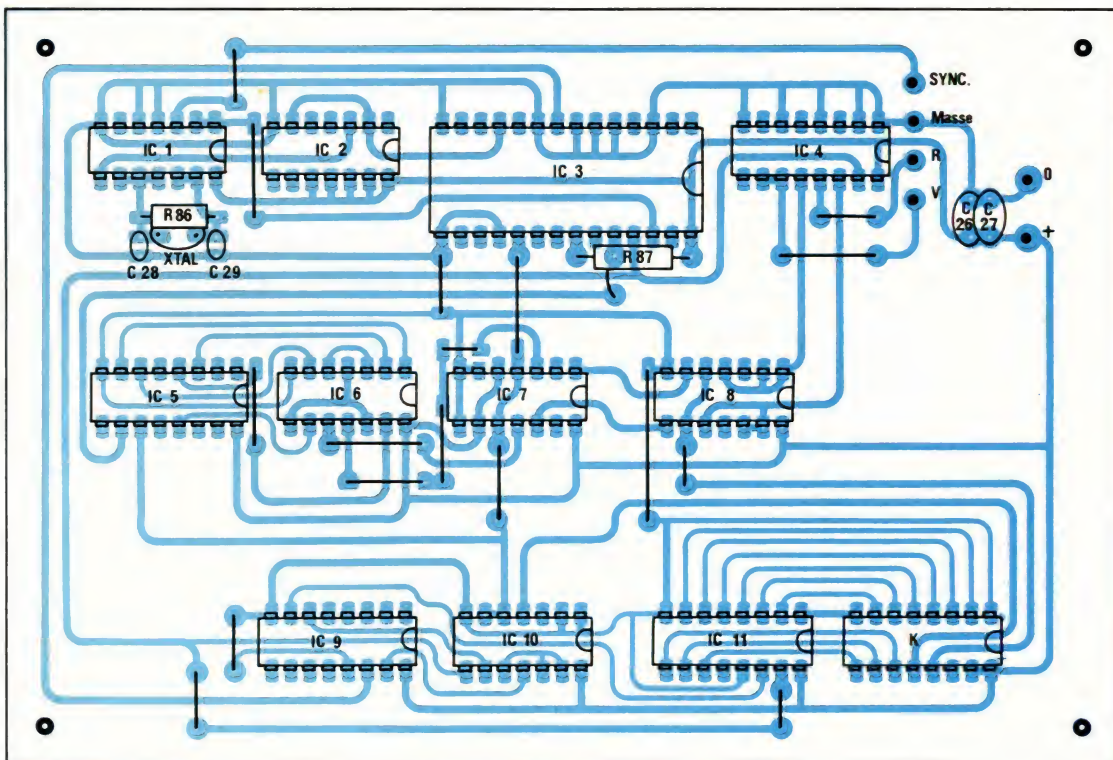 SYNC.
Masse
IC 1
IC 2
IC 3
IC 4
R
V
0
+
C
26
C
27
R 86
XTAL
C 28
C 29
R 87
IC 5
IC 6
IC 7
IC 8
IC 9
IC 10
IC 11
K